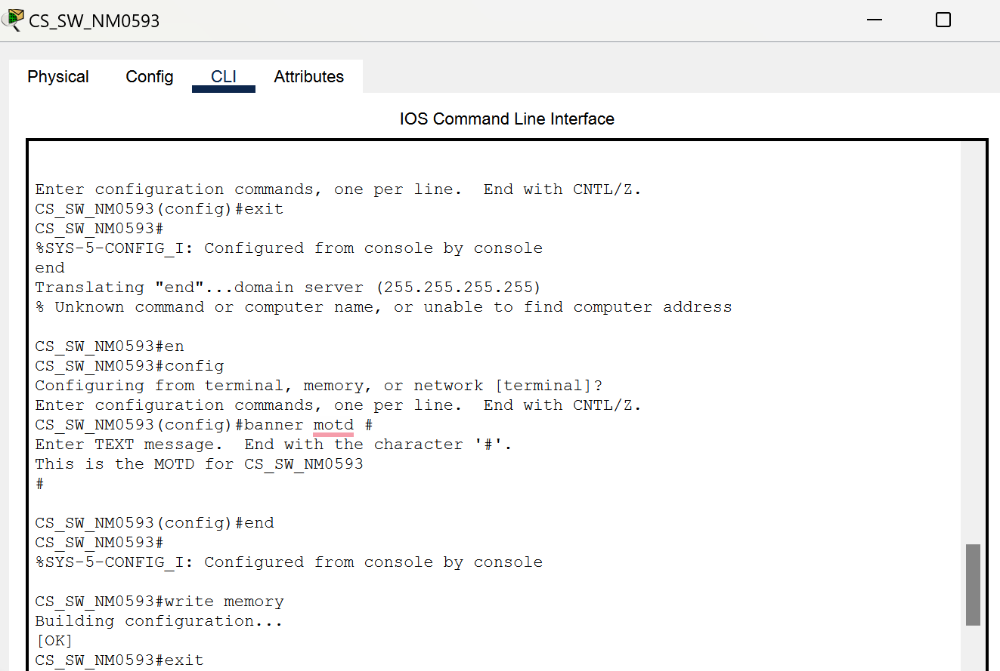 CS_SW_NM0593
Physical Config CLI Attributes
IOS Command Line Interface
Enter configuration commands, one per line.  End with CNTL/Z.
CS_SW_NM0593(config)#exit
CS_SW_NM0593#
%SYS-5-CONFIG_I: Configured from console by console
end
Translating "end"...domain server (255.255.255.255)
% Unknown command or computer name, or unable to find computer address
CS_SW_NM0593#en
CS_SW_NM0593#config
Configuring from terminal, memory, or network [terminal]?
Enter configuration commands, one per line.  End with CNTL/Z.
CS_SW_NM0593(config)#banner motd #
Enter TEXT message.  End with the character '#'.
This is the MOTD for CS_SW_NM0593
#
CS_SW_NM0593(config)#end
CS_SW_NM0593#
%SYS-5-CONFIG_I: Configured from console by console
CS_SW_NM0593#write memory
Building configuration...
[OK]
CS_SW_NM0593#exit